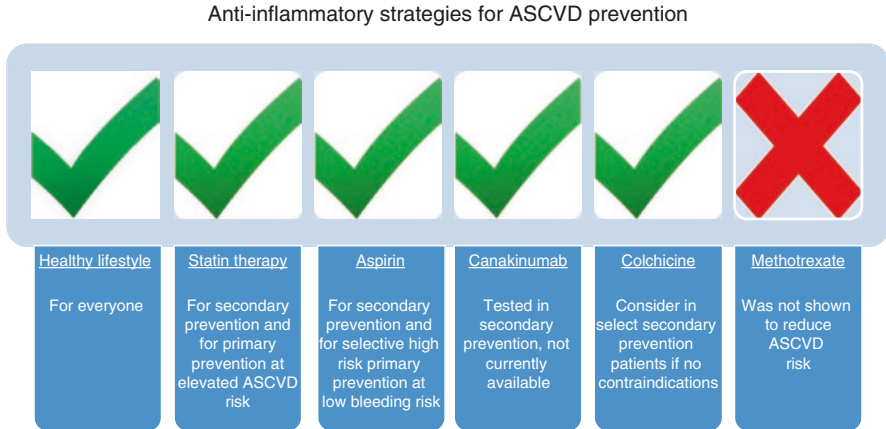 Anti-inflammatory strategies for ASCVD prevention
Healthy lifestyle
For everyone
Statin therapy
For secondary
prevention and
for primary
prevention at
elevated ASCVD
risk
Aspirin
For secondary
prevention and
for selective high
risk primary
prevention at
low bleeding risk
Canakinumab
Tested in
secondary
prevention, not
currently
available
Colchicine
Consider in
select secondary
prevention
patients if no
contraindications
Methotrexate
Was not shown
to reduce
ASCVD
risk